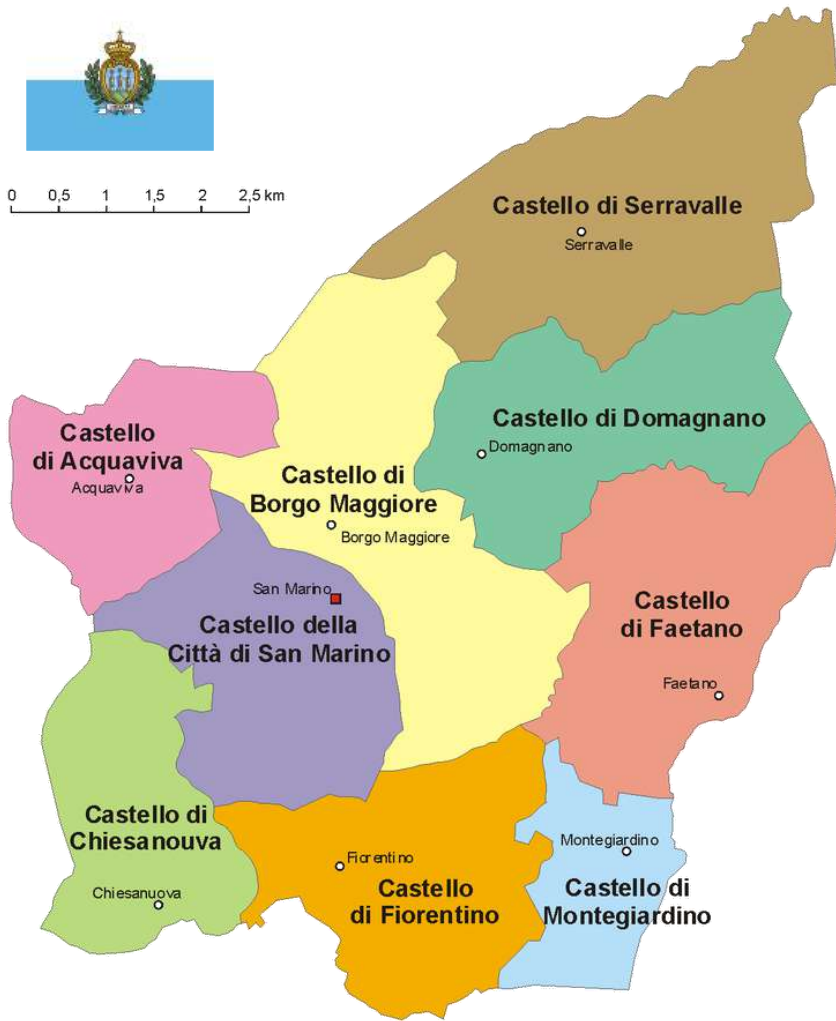 0 0,5 1 1,5 2 2,5 km
Castello di Serravalle
Serravalle
Castello di Domagnano
Domagnano
Castello
di Acquaviva
Acquaviva
Castello di
Borgo Maggiore
Borgo Maggiore
San Marino
Castello della
Città di San Marino
Castello
di Faetano
Faetano
Castello di
Chiesanouva
Chiesanuova
Fiorentino
Castello
di Fiorentino
Montegiardino
Castello di
Montegiardino